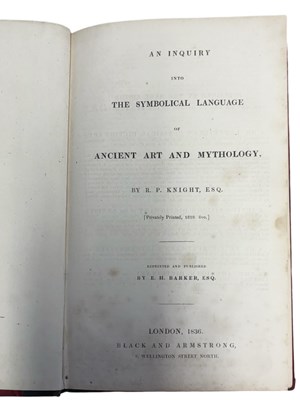 AN INQUIRY
INTO
THE SYMBOLICAL LANGUAGE
OF
ANCIENT ART AND MYTHOLOGY.
BY R. P. KNIGHT, ESQ.
[Privately Printed, 1818 8vo.]
REPRINTED AND PUBLISHED
BY E. H. BARKER, ESQ.
LONDON, 1836.
BLACK AND ARMSTRONG,
WELLINGTON STREET NORTH.